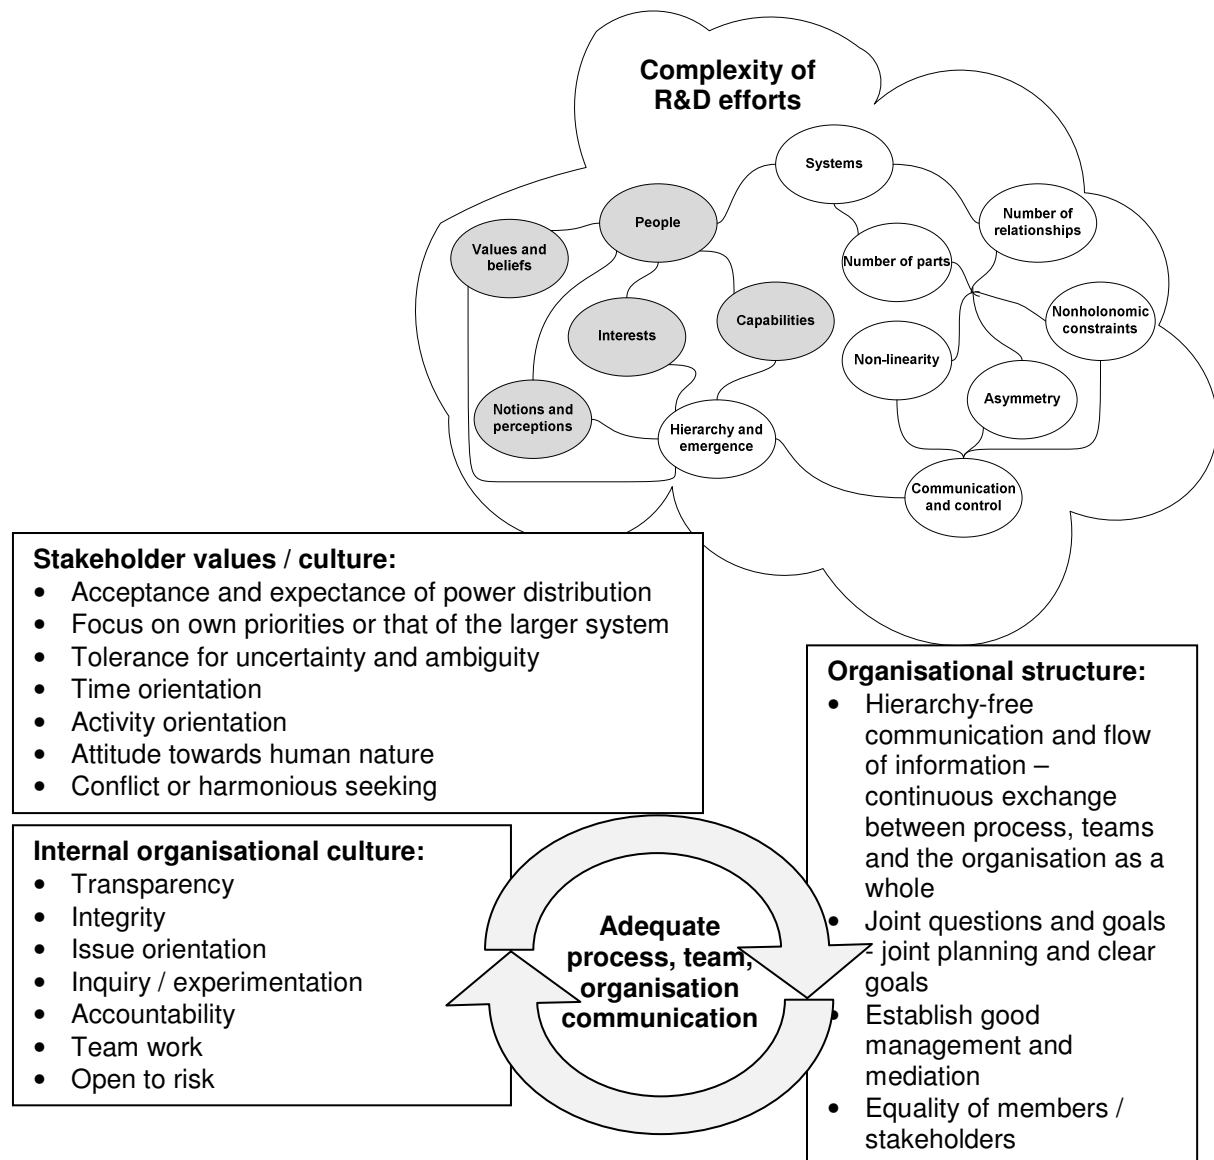 Complexity of
R&D efforts
Systems
People
Number of
relationships
Values and
beliefs
Number of parts
Interests
Capabilities
Nonholonomic
constraints
Non-linearity
Asymmetry
Notions and
perceptions
Hierarchy and
emergence
Communication
and control
Stakeholder values / culture:
• Acceptance and expectance of power distribution
• Focus on own priorities or that of the larger system
• Tolerance for uncertainty and ambiguity
• Time orientation
• Activity orientation
• Attitude towards human nature
• Conflict or harmonious seeking
Internal organisational culture:
• Transparency
• Integrity
• Issue orientation
• Inquiry / experimentation
• Accountability
• Team work
• Open to risk
Adequate
process, team,
organisation
communication
Organisational structure:
• Hierarchy-free
communication and flow
of information –
continuous exchange
between process, teams
and the organisation as a
whole
• Joint questions and goals
- joint planning and clear
goals
• Establish good
management and
mediation
• Equality of members /
stakeholders